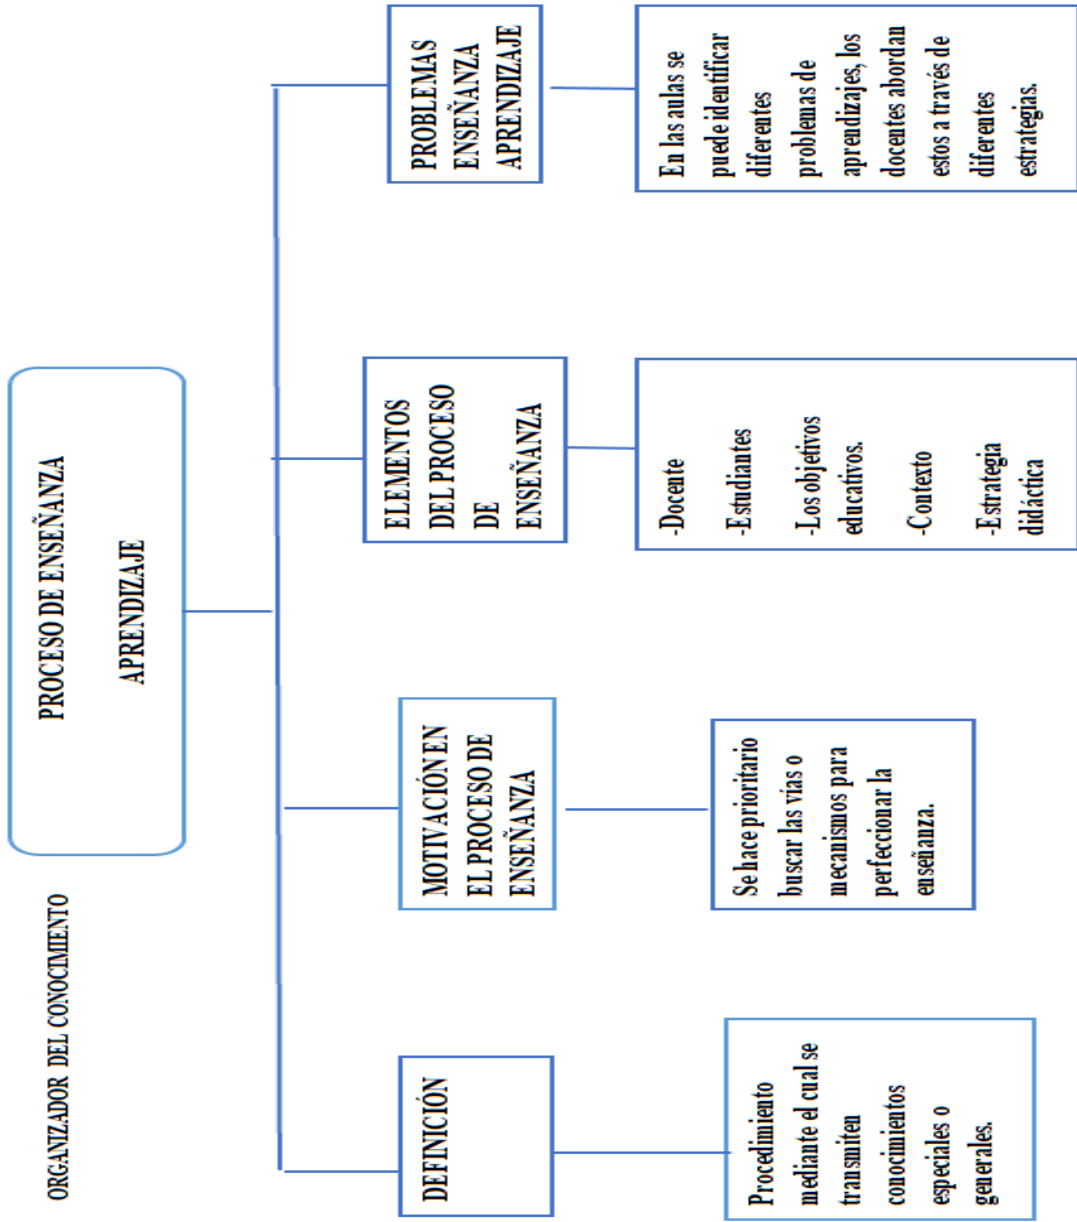 ORGANIZADOR DEL CONOCIMIENTO
PROCESO DE ENSEÑANZA
APRENDIZAJE
DEFINICIÓN
MOTIVACIÓN EN
EL PROCESO DE
ENSEÑANZA
ELEMENTOS
DEL PROCESO
DE
ENSEÑANZA
PROBLEMAS
ENSEÑANZA
APRENDIZAJE
Procedimiento
mediante el cual se
transmiten
conocimientos
especiales o
generales.
Se hace prioritario
buscar las vías o
mecanismos para
perfeccionar la
enseñanza.
-Docente
-Estudiantes
-Los objetivos
educativos.
-Contexto
-Estrategia
didáctica
En las aulas se
puede identificar
diferentes
problemas de
aprendizajes, los
docentes abordan
estos a través de
diferentes
estrategias.